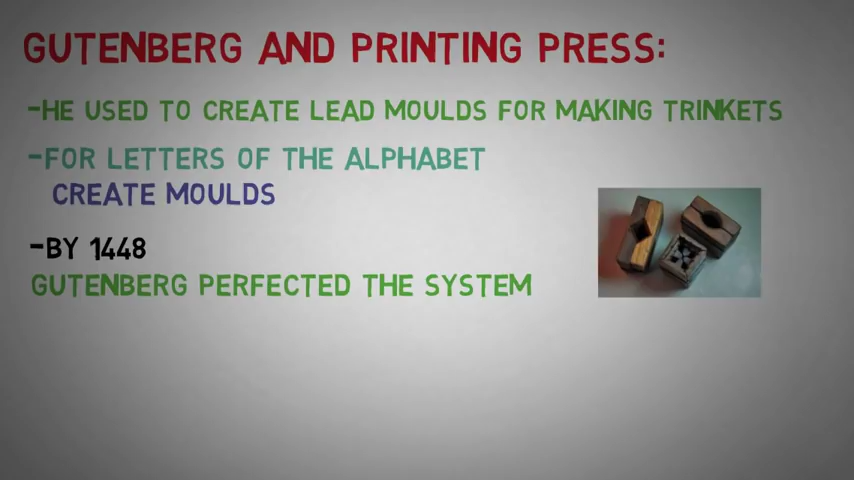 GUTENBERG AND PRINTING PRESS:
-HE USED TO CREATE LEAD MOULDS FOR MAKING TRINKETS
-FOR LETTERS OF THE ALPHABET
CREATE MOULDS
-BY 1448
GUTENBERG PERFECTED THE SYSTEM